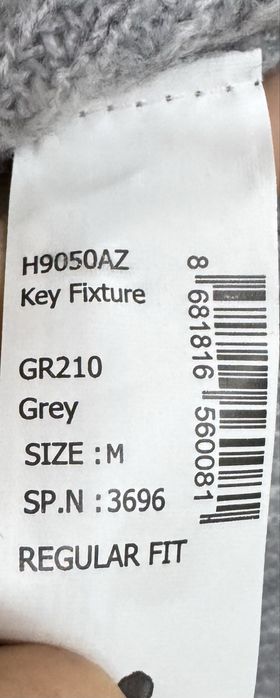 H9050AZ
Key Fixture
GR210
Grey
SIZE : M
SP.N : 3696
REGULAR FIT
8 681816 560081